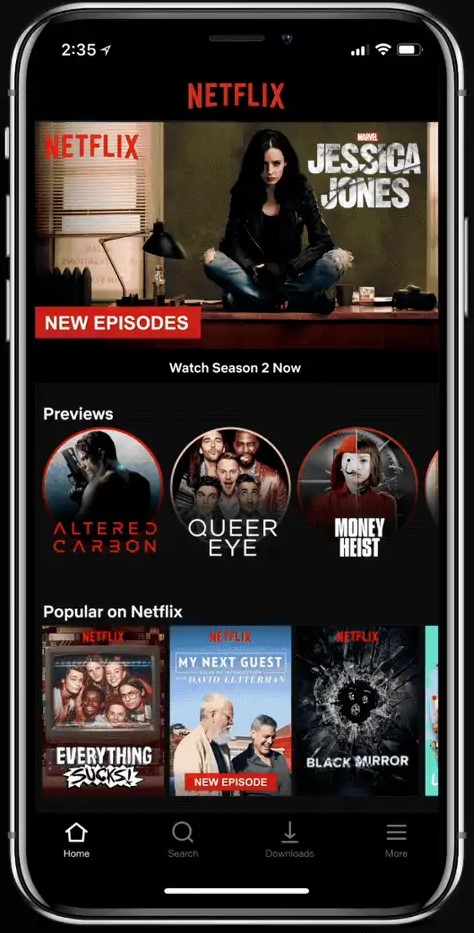 2:35
NETFLIX
NETFLIX
MARVEL
JESSICA
JONES
NEW EPISODES
Watch Season 2 Now
Previews
ALTERED
CARBON
QUEER
EYE
MONEY
HEIST
Popular on Netflix
NETFLIX
EVERYTHING
SUCKS!
NETFLIX
MY NEXT GUEST
DAVID LETTERMAN
NEW EPISODE
NETFLIX
BLACK MIRROR
Home
Search
Downloads
More